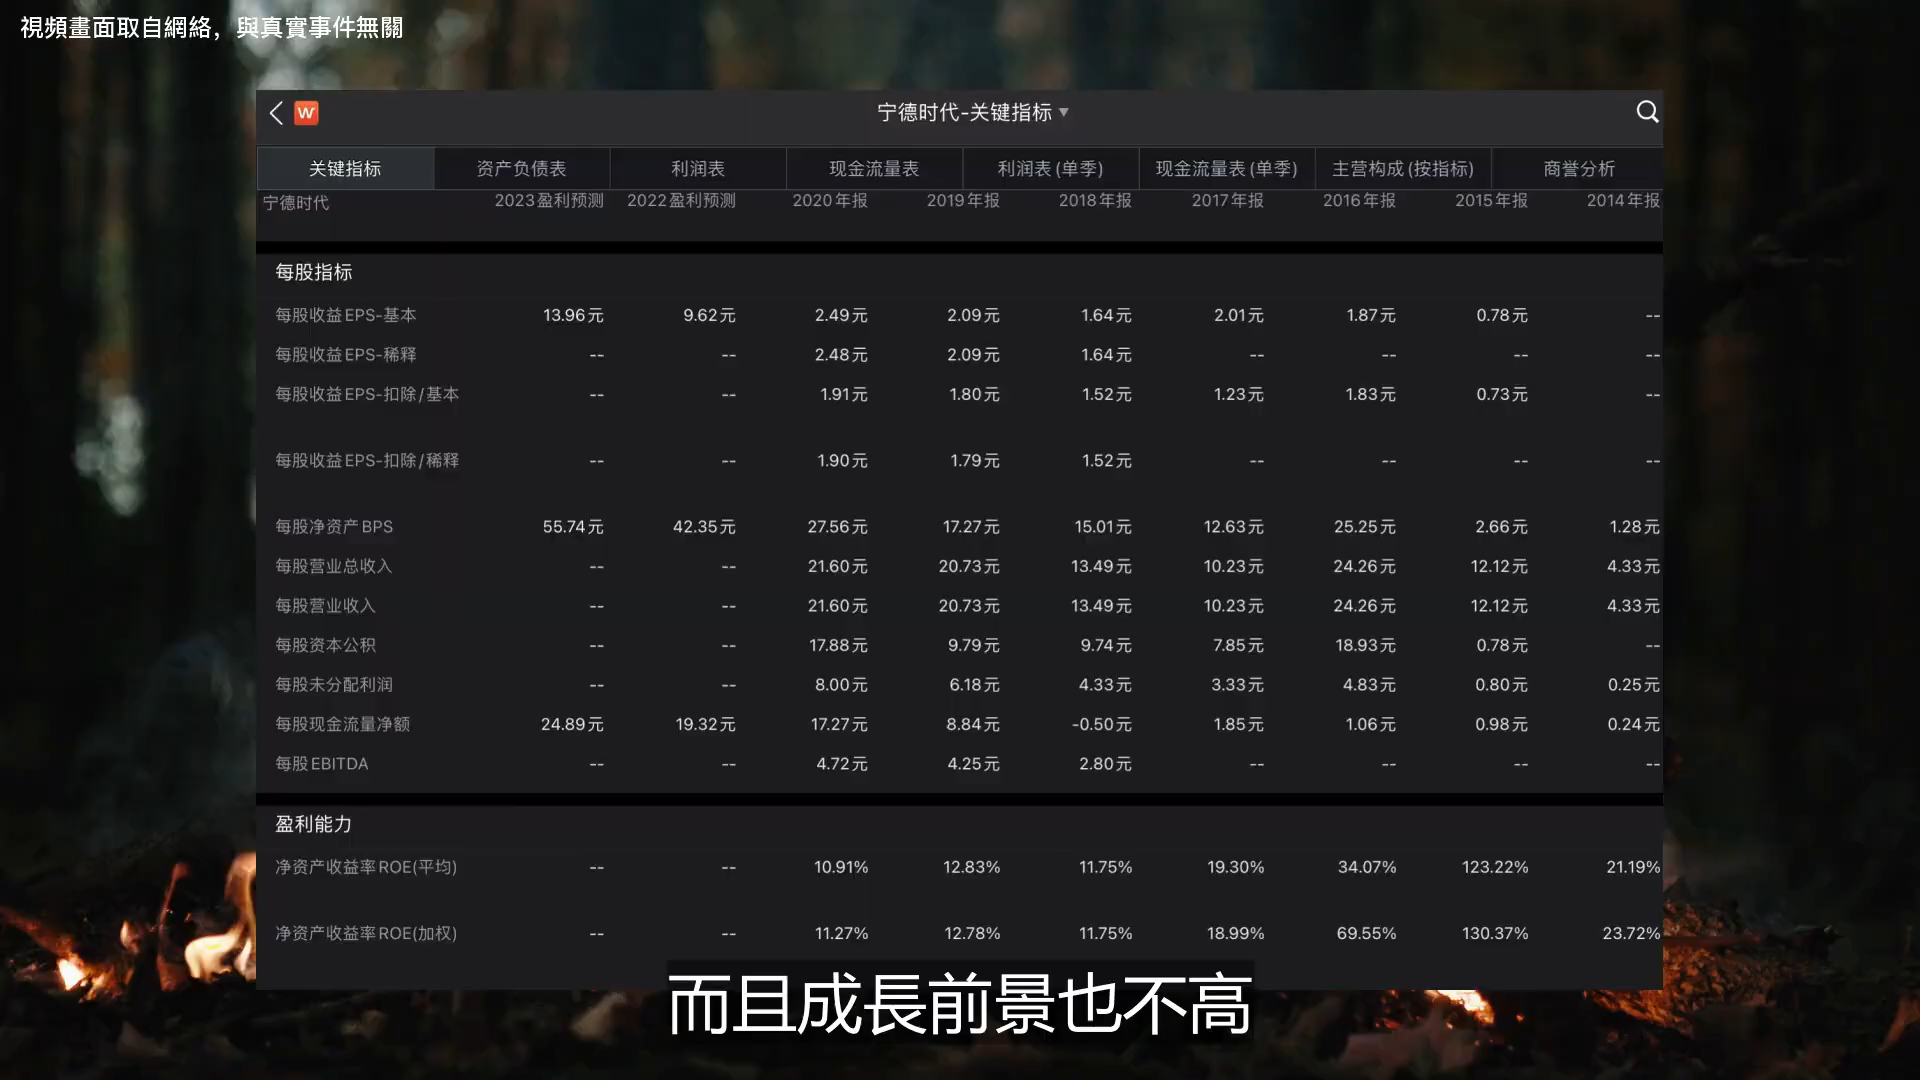 視頻畫面取自網絡，與真實事件無關
W 宁德时代-关键指标
关键指标 资产负债表 利润表 现金流量表 利润表(单季) 现金流量表(单季) 主营构成(按指标) 商誉分析
宁德时代 2023盈利预测 2022盈利预测 2020年报 2019年报 2018年报 2017年报 2016年报 2015年报 2014年报
每股指标
每股收益EPS-基本 13.96元 9.62元 2.49元 2.09元 1.64元 2.01元 1.87元 0.78元 --
每股收益EPS-稀释 -- -- 2.48元 2.09元 1.64元 -- -- -- --
每股收益EPS-扣除/基本 -- -- 1.91元 1.80元 1.52元 1.23元 1.83元 0.73元 --
每股收益EPS-扣除/稀释 -- -- 1.90元 1.79元 1.52元 -- -- -- --
每股净资产BPS 55.74元 42.35元 27.56元 17.27元 15.01元 12.63元 25.25元 2.66元 1.28元
每股营业总收入 -- -- 21.60元 20.73元 13.49元 10.23元 24.26元 12.12元 4.33元
每股营业收入 -- -- 21.60元 20.73元 13.49元 10.23元 24.26元 12.12元 4.33元
每股资本公积 -- -- 17.88元 9.79元 9.74元 7.85元 18.93元 0.78元 --
每股未分配利润 -- -- 8.00元 6.18元 4.33元 3.33元 4.83元 0.80元 0.25元
每股现金流量净额 24.89元 19.32元 17.27元 8.84元 -0.50元 1.85元 1.06元 0.98元 0.24元
每股EBITDA -- -- 4.72元 4.25元 2.80元 -- -- -- --
盈利能力
净资产收益率ROE(平均) -- -- 10.91% 12.83% 11.75% 19.30% 34.07% 123.22% 21.19%
净资产收益率ROE(加权) -- -- 11.27% 12.78% 11.75% 18.99% 69.55% 130.37% 23.72%
而且成長前景也不高